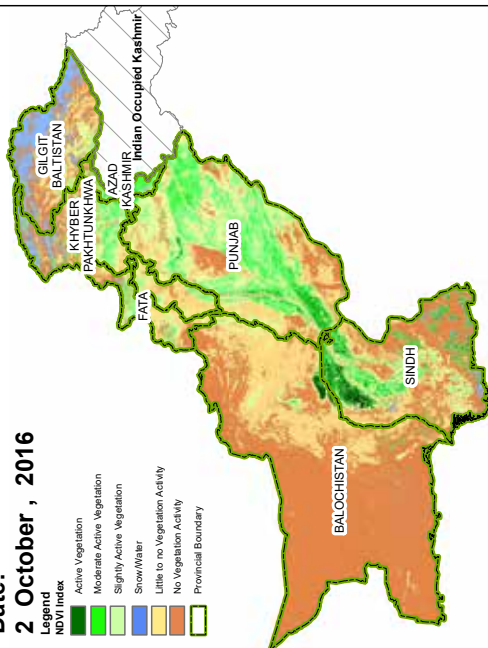 Date:
2 October , 2016
Legend
NDVI Index
Active Vegetation
Moderate Active Vegetation
Slightly Active Vegetation
Snow/Water
Little to no Vegetation Activity
No Vegetation Activity
Provincial Boundary
GILGIT
BALTISTAN
KHYBER
PAKHTUNKHWA
AZAD
KASHMIR
Indian Occupied Kashmir
FATA
PUNJAB
BALOCHISTAN
SINDH